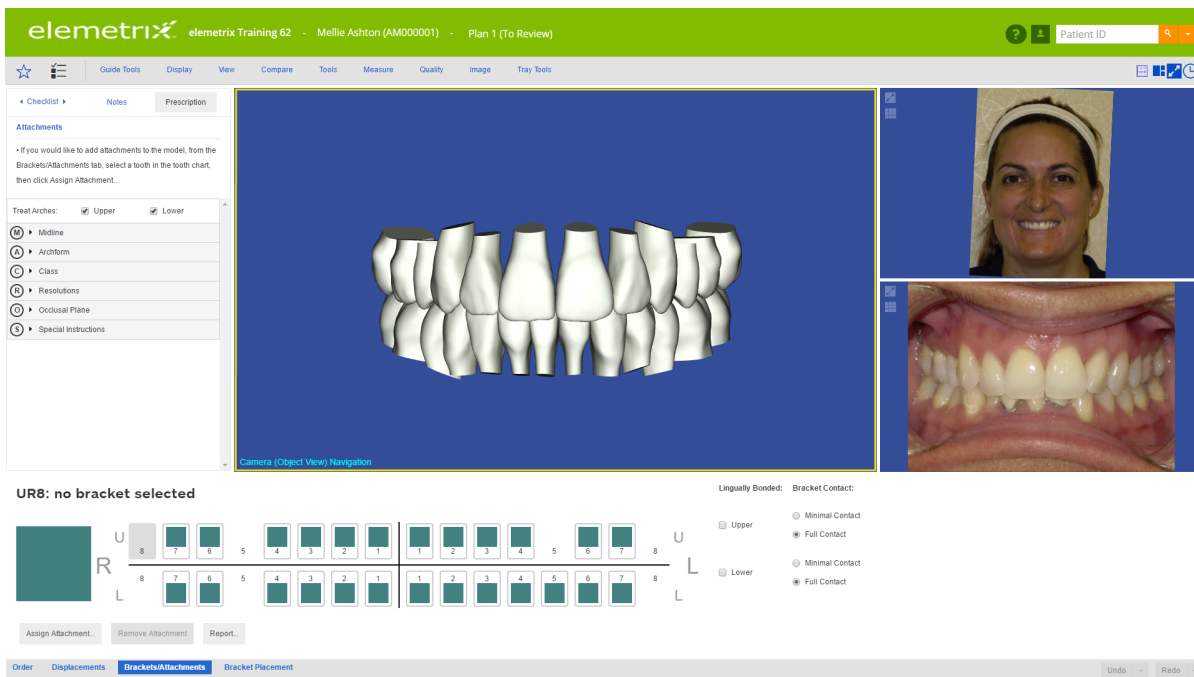 elemetrix elemetrix Training 62 - Mellie Ashton (AM000001) - Plan 1 (To Review) ? Patient ID
Guide Tools Display View Compare Tools Measure Quality Image Tray Tools
Checklist Notes Prescription
Attachments
• If you would like to add attachments to the model, from the
Brackets/Attachments tab, select a tooth in the tooth chart,
then click Assign Attachment...
Treat Arches: Upper Lower
M Midline
A Archform
C Class
R Resolutions
O Occlusal Plane
S Special Instructions
Camera (Object View) Navigation
UR8: no bracket selected
Lingually Bonded: Bracket Contact:
Upper
Minimal Contact
Full Contact
Lower
Minimal Contact
Full Contact
U U
8 7 6 5 4 3 2 1 1 2 3 4 5 6 7 8
R L
8 7 6 5 4 3 2 1 1 2 3 4 5 6 7 8
L L
Assign Attachment... Remove Attachment Report...
Order Displacements Brackets/Attachments Bracket Placement Undo Redo